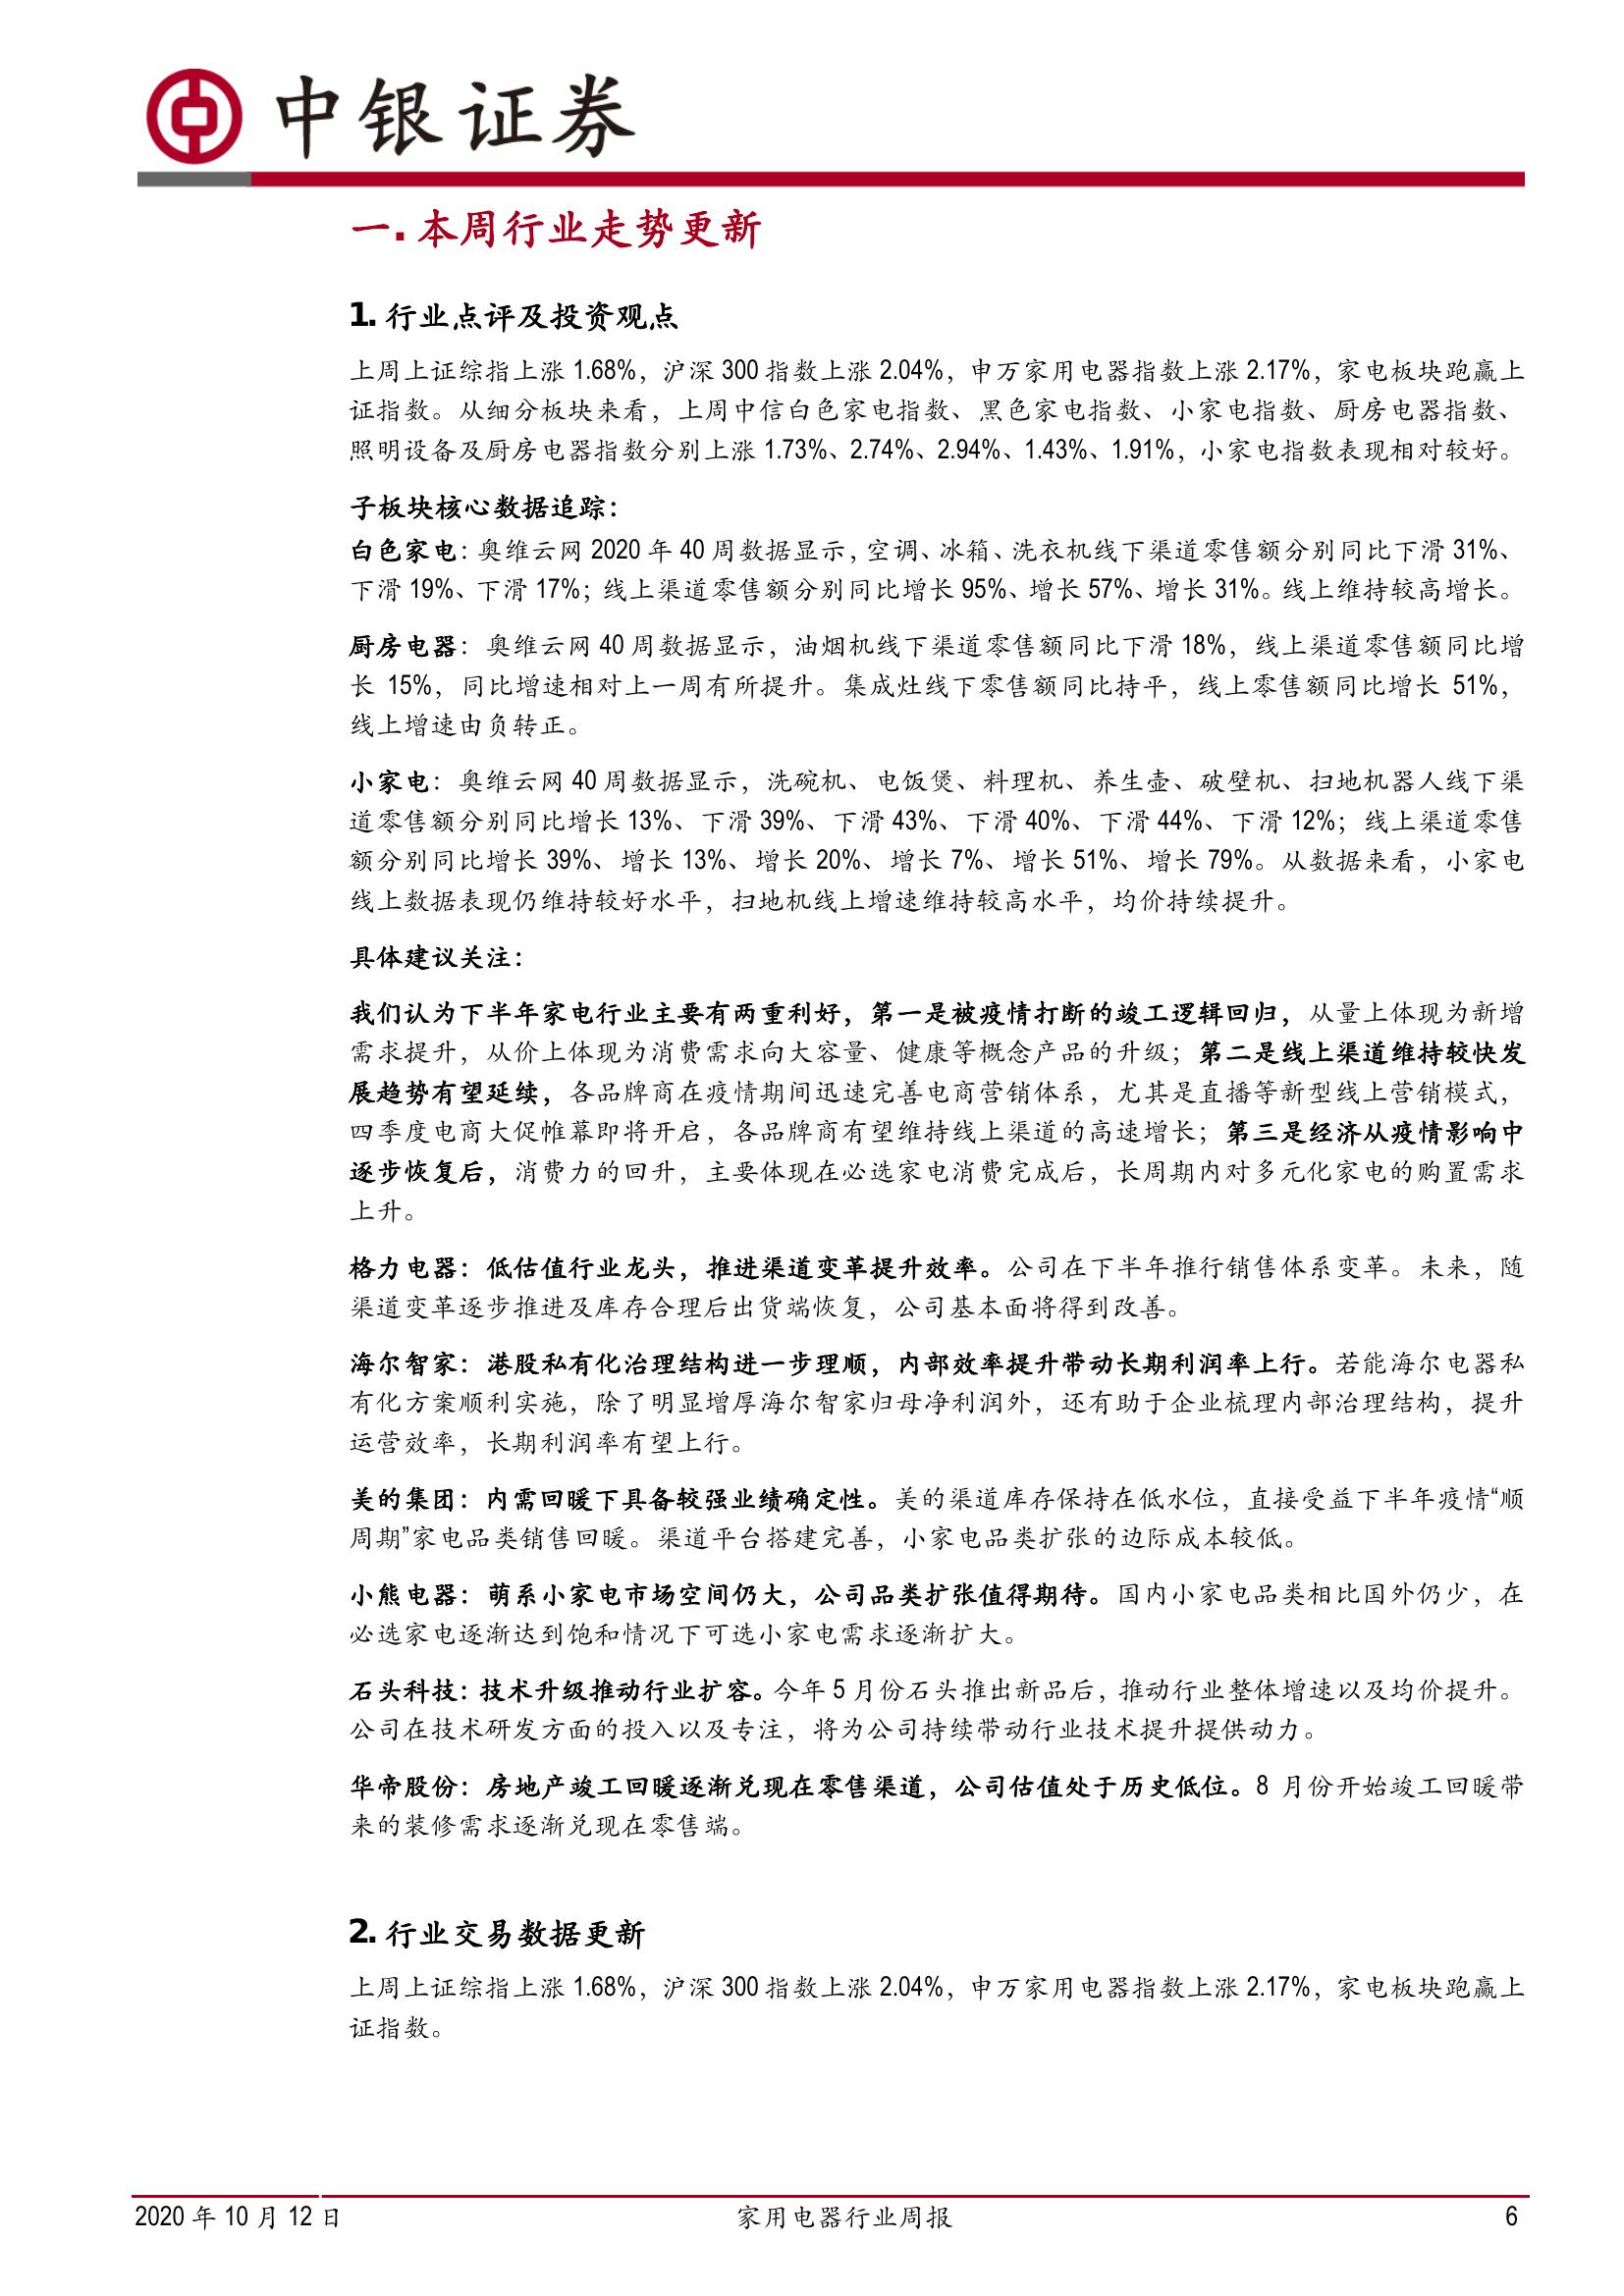 中银证券
一. 本周行业走势更新
1. 行业点评及投资观点
上周上证综指上涨 1.68%，沪深 300 指数上涨 2.04%，申万家用电器指数上涨 2.17%，家电板块跑赢上
证指数。从细分板块来看，上周中信白色家电指数、黑色家电指数、小家电指数、厨房电器指数、
照明设备及厨房电器指数分别上涨 1.73%、2.74%、2.94%、1.43%、1.91%，小家电指数表现相对较好。
子板块核心数据追踪：
白色家电：奥维云网 2020 年 40 周数据显示，空调、冰箱、洗衣机线下渠道零售额分别同比下滑 31%、
下滑 19%、下滑 17%；线上渠道零售额分别同比增长 95%、增长 57%、增长 31%。线上维持较高增长。
厨房电器：奥维云网 40 周数据显示，油烟机线下渠道零售额同比下滑 18%，线上渠道零售额同比增
长 15%，同比增速相对上一周有所提升。集成灶线下零售额同比持平，线上零售额同比增长 51%，
线上增速由负转正。
小家电：奥维云网 40 周数据显示，洗碗机、电饭煲、料理机、养生壶、破壁机、扫地机器人线下渠
道零售额分别同比增长 13%、下滑 39%、下滑 43%、下滑 40%、下滑 44%、下滑 12%；线上渠道零售
额分别同比增长 39%、增长 13%、增长 20%、增长 7%、增长 51%、增长 79%。从数据来看，小家电
线上数据表现仍维持较好水平，扫地机线上增速维持较高水平，均价持续提升。
具体建议关注：
我们认为下半年家电行业主要有两重利好，第一是被疫情打断的竣工逻辑回归，从量上体现为新增
需求提升，从价上体现为消费需求向大容量、健康等概念产品的升级；第二是线上渠道维持较快发
展趋势有望延续，各品牌商在疫情期间迅速完善电商营销体系，尤其是直播等新型线上营销模式，
四季度电商大促帷幕即将开启，各品牌商有望维持线上渠道的高速增长；第三是经济从疫情影响中
逐步恢复后，消费力的回升，主要体现在必选家电消费完成后，长周期内对多元化家电的购置需求
上升。
格力电器：低估值行业龙头，推进渠道变革提升效率。公司在下半年推行销售体系变革。未来，随
渠道变革逐步推进及库存合理后出货端恢复，公司基本面将得到改善。
海尔智家：港股私有化治理结构进一步理顺，内部效率提升带动长期利润率上行。若能海尔电器私
有化方案顺利实施，除了明显增厚海尔智家归母净利润外，还有助于企业梳理内部治理结构，提升
运营效率，长期利润率有望上行。
美的集团：内需回暖下具备较强业绩确定性。美的渠道库存保持在低水位，直接受益下半年疫情“顺
周期”家电品类销售回暖。渠道平台搭建完善，小家电品类扩张的边际成本较低。
小熊电器：萌系小家电市场空间仍大，公司品类扩张值得期待。国内小家电品类相比国外仍少，在
必选家电逐渐达到饱和情况下可选小家电需求逐渐扩大。
石头科技：技术升级推动行业扩容。今年 5 月份石头推出新品后，推动行业整体增速以及均价提升。
公司在技术研发方面的投入以及专注，将为公司持续带动行业技术提升提供动力。
华帝股份：房地产竣工回暖逐渐兑现在零售渠道，公司估值处于历史低位。8 月份开始竣工回暖带
来的装修需求逐渐兑现在零售端。
2. 行业交易数据更新
上周上证综指上涨 1.68%，沪深 300 指数上涨 2.04%，申万家用电器指数上涨 2.17%，家电板块跑赢上
证指数。
2020 年 10 月 12 日 家用电器行业周报 6